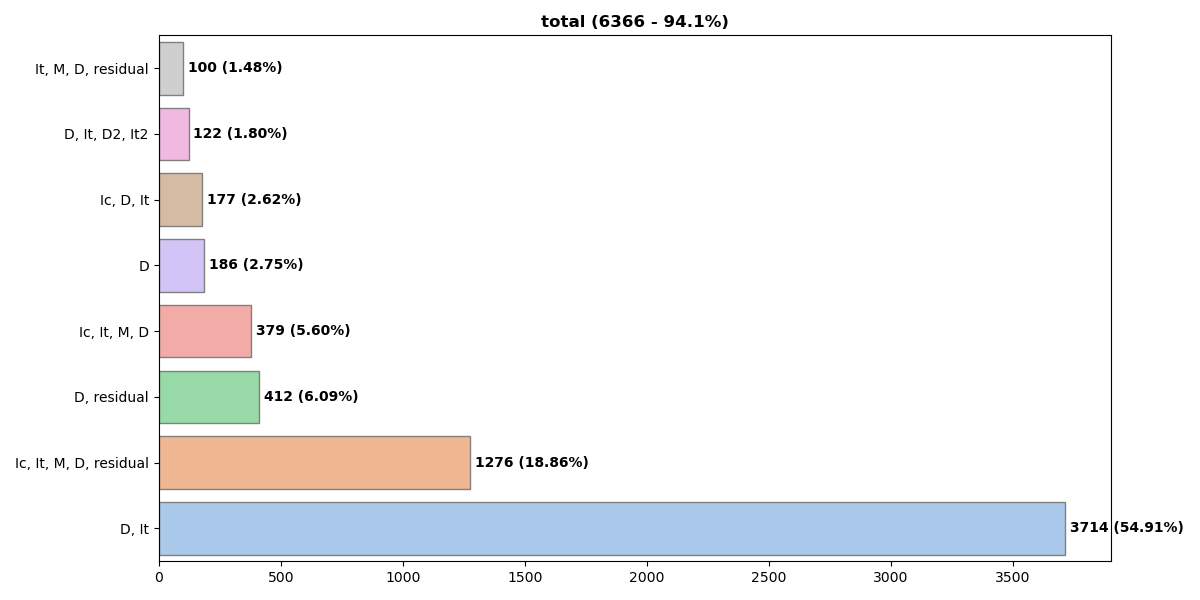 total (6366 - 94.1%)
It, M, D, residual
100 (1.48%)
D, It, D2, It2
122 (1.80%)
Ic, D, It
177 (2.62%)
D
186 (2.75%)
Ic, It, M, D
379 (5.60%)
D, residual
412 (6.09%)
Ic, It, M, D, residual
1276 (18.86%)
D, It
3714 (54.91%)
0 500 1000 1500 2000 2500 3000 3500